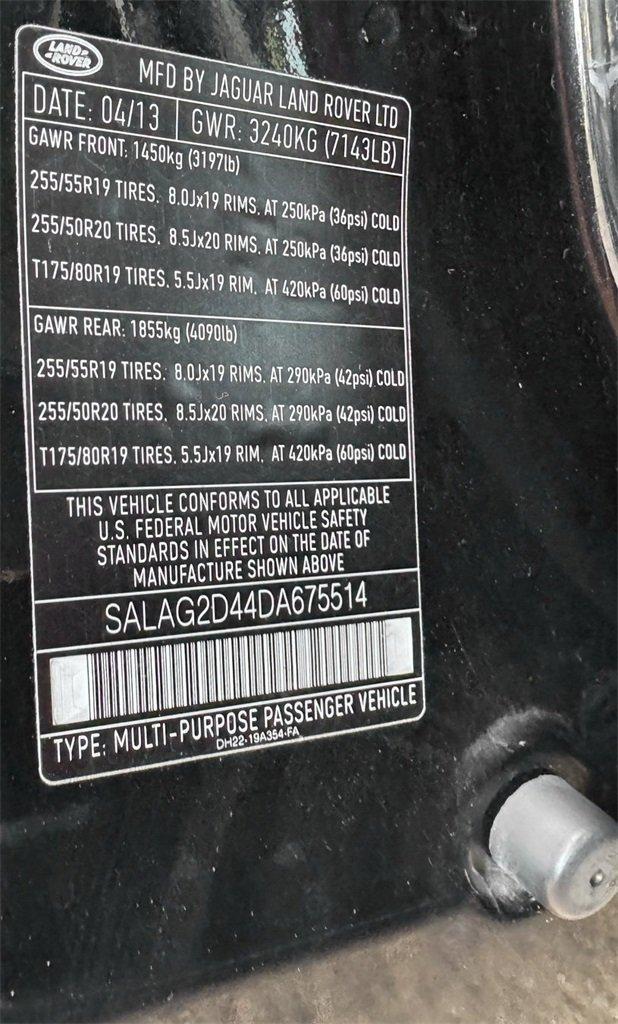 LAND-
-ROVER
MFD BY JAGUAR LAND ROVER LTD
DATE: 04/13 GWR: 3240KG (7143LB)
GAWR FRONT: 1450kg (3197lb)
255/55R19 TIRES. 8.0Jx19 RIMS. AT 250kPa (36psi) COLD
255/50R20 TIRES. 8.5Jx20 RIMS. AT 250kPa (36psi) COLD
T175/80R19 TIRES. 5.5Jx19 RIM. AT 420kPa (60psi) COLD
GAWR REAR: 1855kg (4090lb)
255/55R19 TIRES: 8.0Jx19 RIMS. AT 290kPa (42psi) COLD
255/50R20 TIRES. 8.5Jx20 RIMS. AT 290kPa (42psi) COLD
T175/80R19 TIRES. 5.5Jx19 RIM. AT 420kPa (60psi) COLD
THIS VEHICLE CONFORMS TO ALL APPLICABLE
U.S. FEDERAL MOTOR VEHICLE SAFETY
STANDARDS IN EFFECT ON THE DATE OF
MANUFACTURE SHOWN ABOVE
SALAG2D44DA675514
TYPE: MULTI-PURPOSE PASSENGER VEHICLE
DH22-19A354-FA